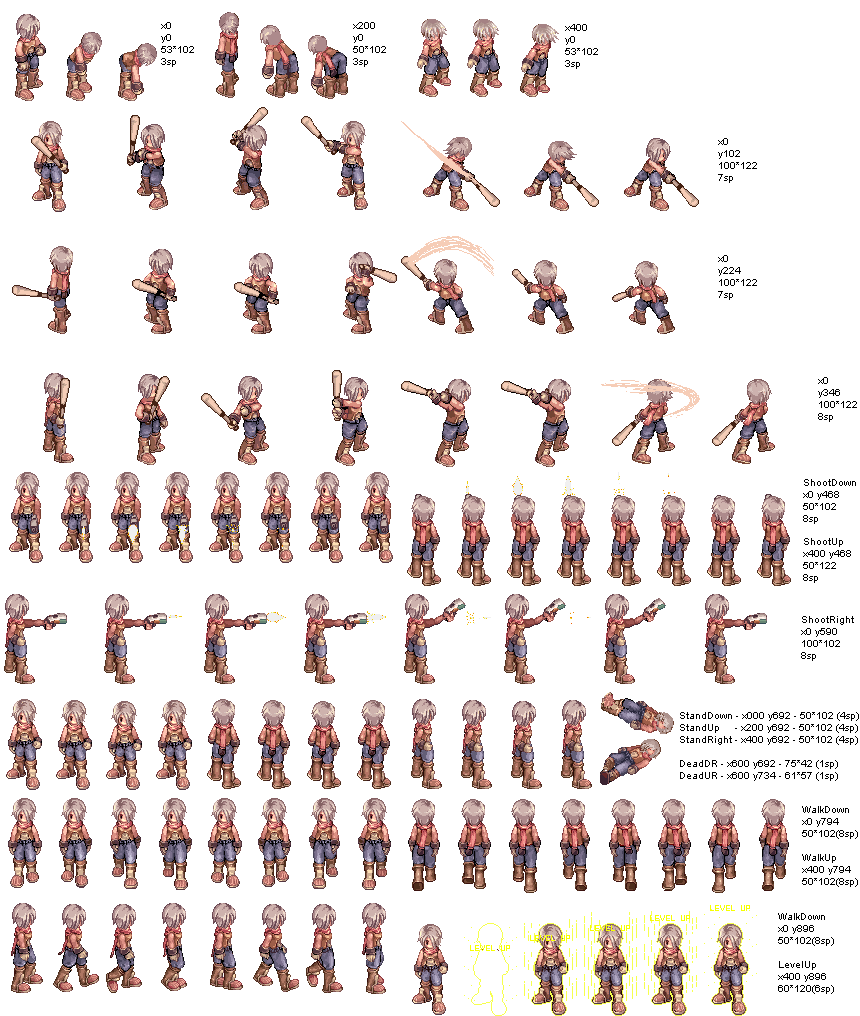 x0
y0
53*102
3sp
x200
y0
50*102
3sp
x400
y0
53*102
3sp
x0
y102
100*122
7sp
x0
y224
100*122
7sp
x0
y346
100*122
8sp
ShootDown
x0 y468
50*102
8sp
ShootUp
x400 y468
50*122
8sp
ShootRight
x0 y590
100*102
8sp
StandDown - x000 y692 - 50*102 (4sp)
StandUp - x200 y692 - 50*102 (4sp)
StandRight - x400 y692 - 50*102 (4sp)
DeadDR - x600 y692 - 75*42 (1sp)
DeadUR - x600 y734 - 61*57 (1sp)
WalkDown
x0 y794
50*102(8sp)
WalkUp
x400 y794
50*102(8sp)
WalkDown
x0 y896
50*102(8sp)
LevelUp
x400 y896
60*120(6sp)
LEVEL UP
LEVEL UP
LEVEL UP
LEVEL UP
LEVEL UP